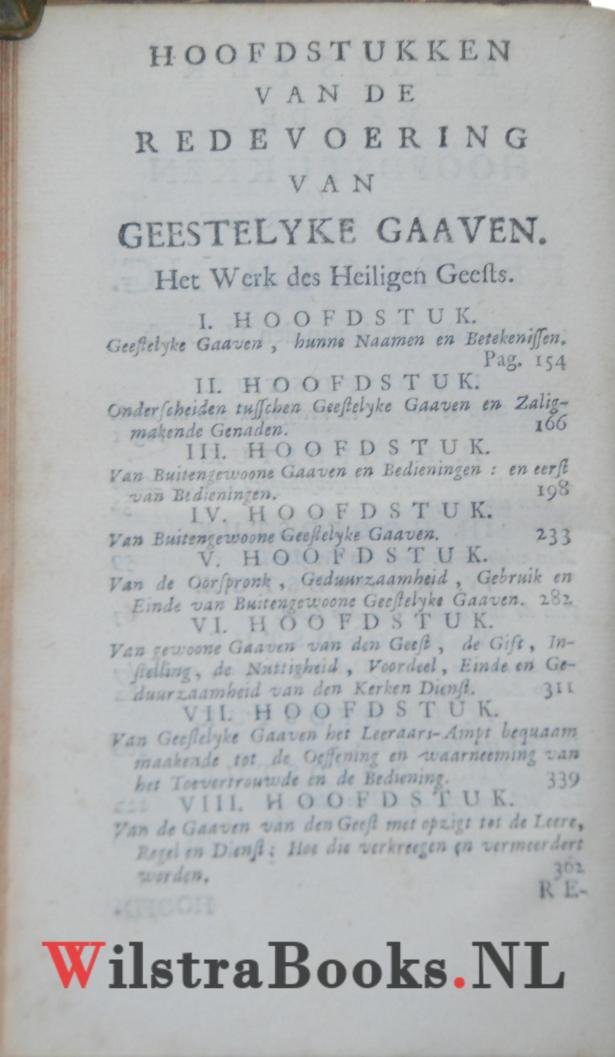 HOOFDSTUKKEN
VAN DE
REDEVOERING
VAN
GEESTELYKE GAAVEN.
Het Werk des Heiligen Geeſts.
I. HOOFDSTUK.
Geeſtelyke Gaaven, hunne Naamen en Betekeniſſen.
Pag. 154
II. HOOFDSTUK.
Onderſcheiden tuſſchen Geeſtelyke Gaaven en Zalig-
makende Genaden. 166
III. HOOFDSTUK.
Van Buitengewoone Gaaven en Bedieningen: en eerſt
van Bedieningen. 198
IV. HOOFDSTUK.
Van Buitengewoone Geeſtelyke Gaaven. 233
V. HOOFDSTUK.
Van de Oorſpronk, Geduurzaamheid, Gebruik en
Einde van Buitengewoone Geeſtelyke Gaaven. 282
VI. HOOFDSTUK.
Van gewoone Gaaven van den Geeſt, de Gift, In-
ſtelling, de Nuttigheid, Voordeel, Einde en Ge-
duurzaamheid van den Kerken Dienſt. 311
VII. HOOFDSTUK.
Van Geeſtelyke Gaaven het Leeraars-Ampt bequaam
maakende tot de Oeffening en waarneeming van
het Toevertrouwde en de Bediening. 339
VIII. HOOFDSTUK.
Van de Gaaven van den Geeſt met opzigt tot de Leere,
Regel en Dienſt; Hoe die verkreegen en vermeerdert
worden. 362
RE-
WilstraBooks.NL